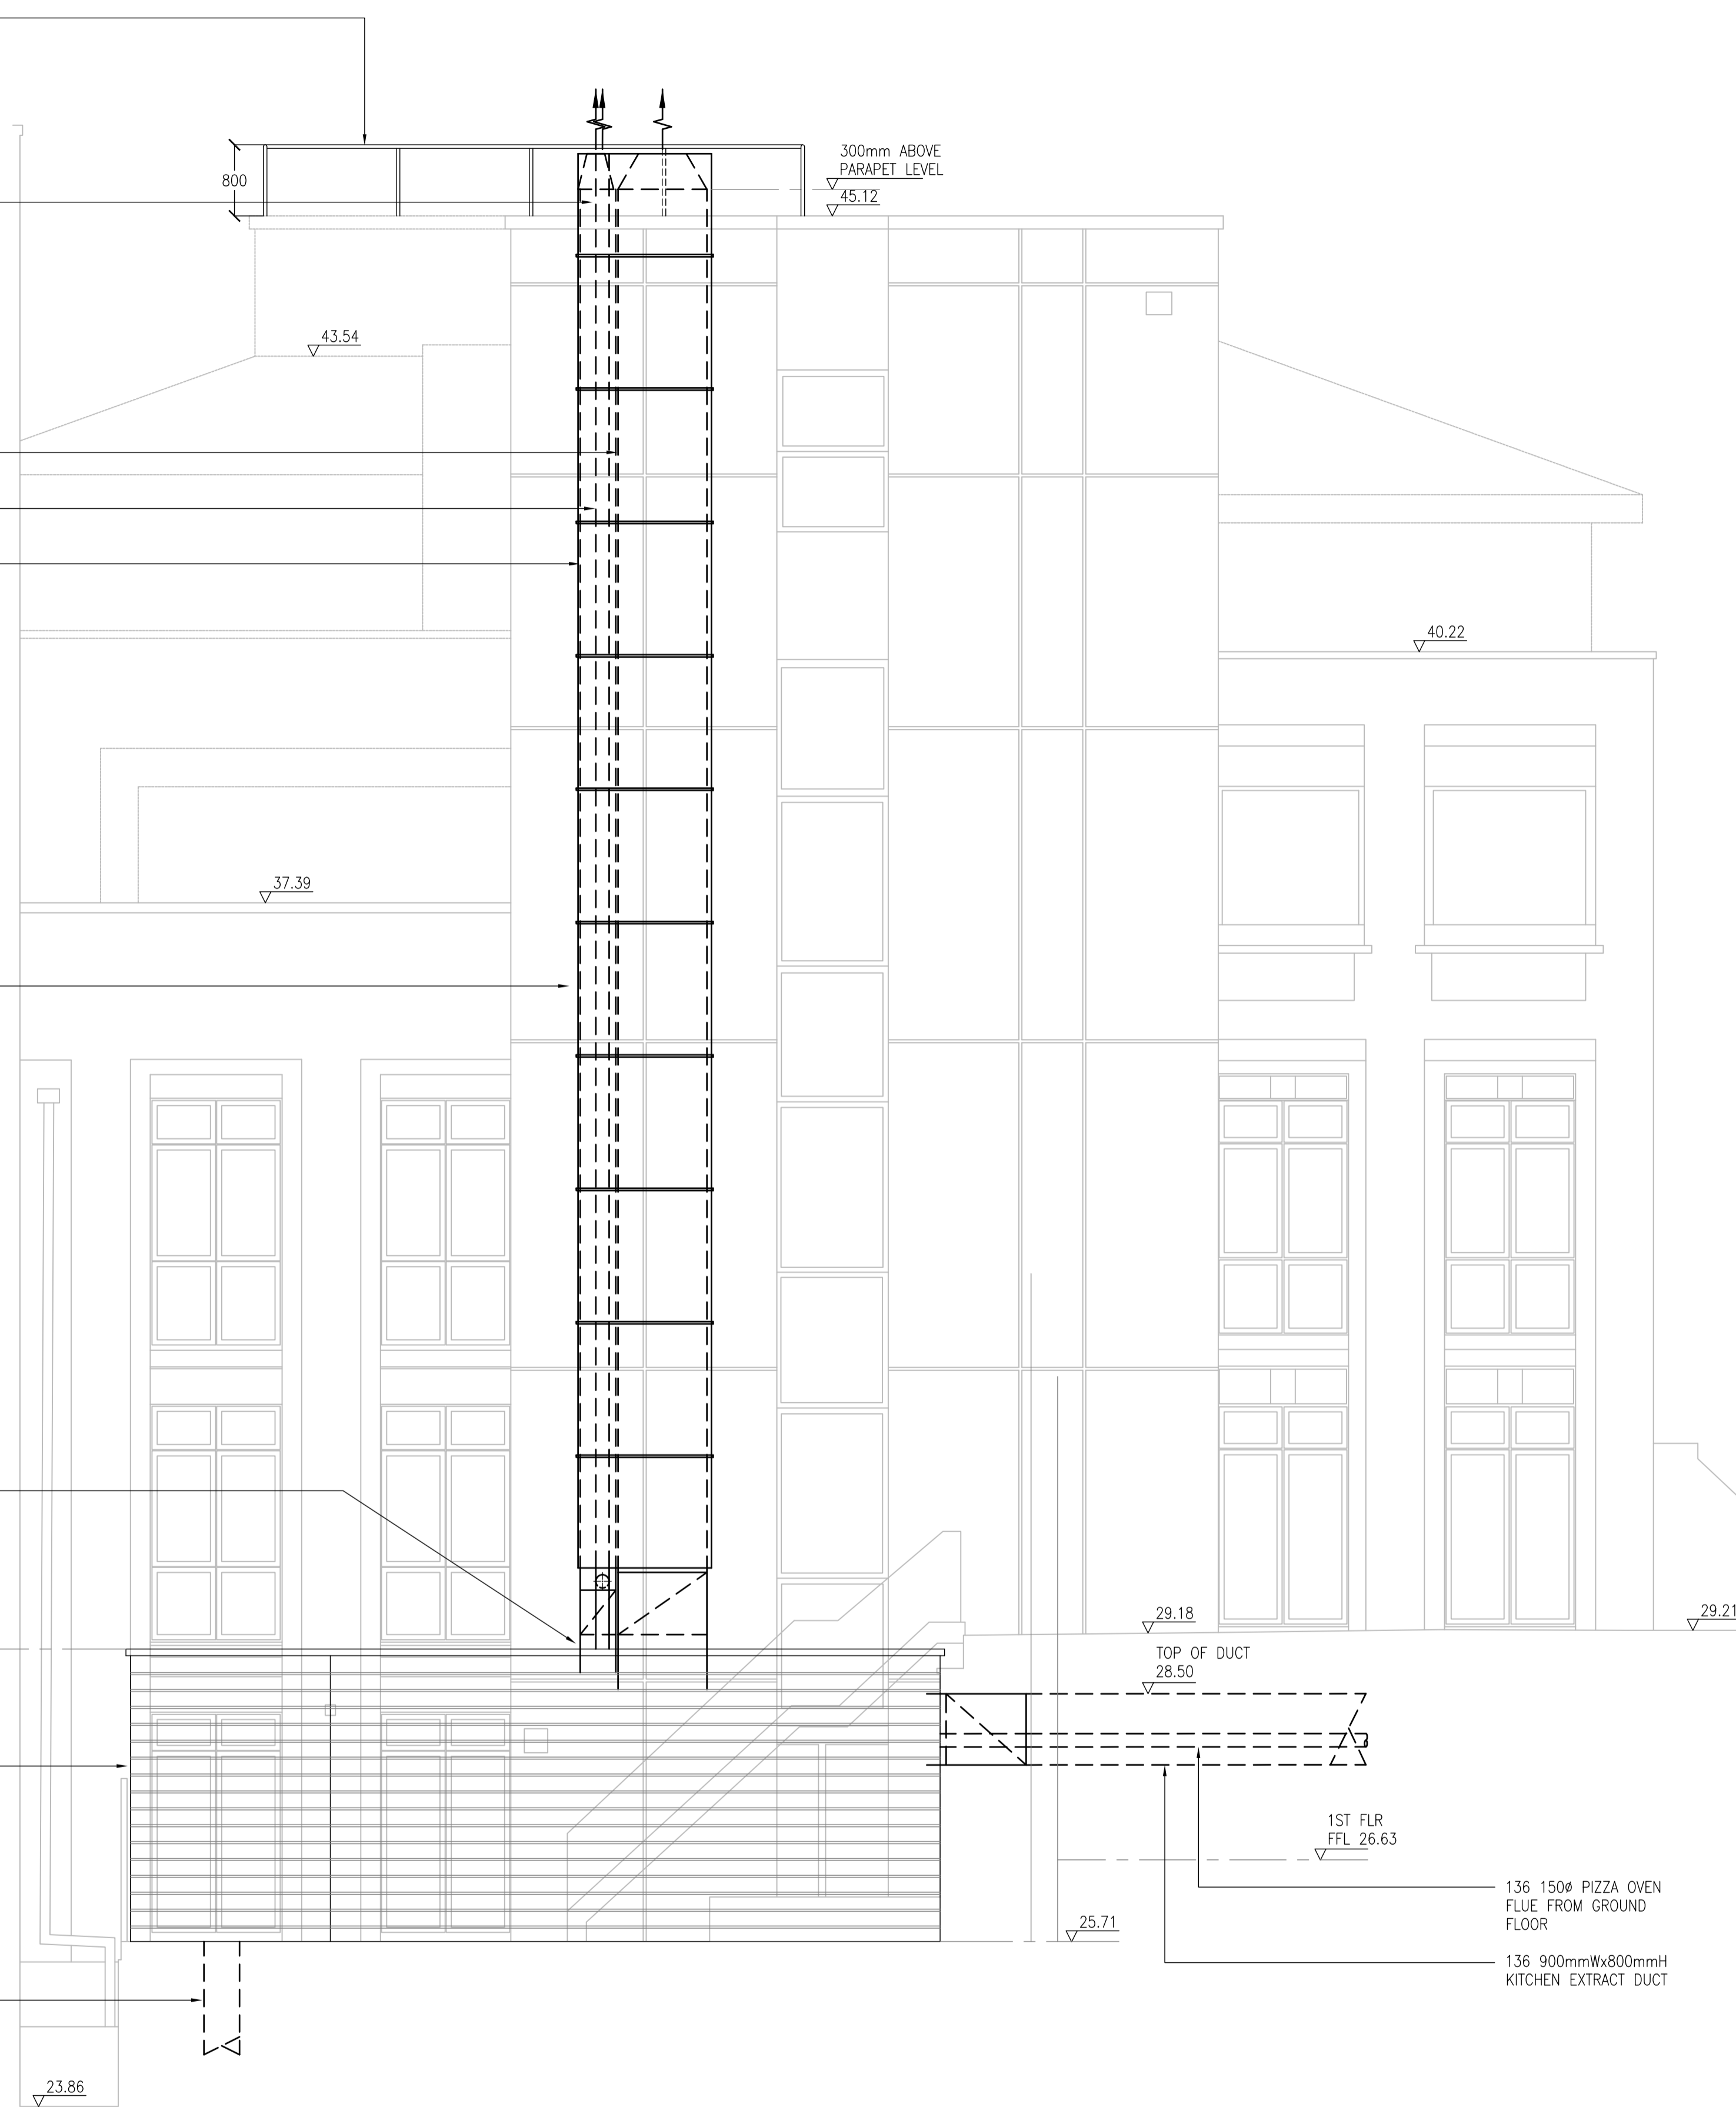 300mm ABOVE
PARAPET LEVEL
800
45.12
43.54
40.22
37.39
29.18
29.21
TOP OF DUCT
28.50
1ST FLR
FFL 26.63
136 150ø PIZZA OVEN
FLUE FROM GROUND
FLOOR
25.71
136 900mmWx800mmH
KITCHEN EXTRACT DUCT
23.86